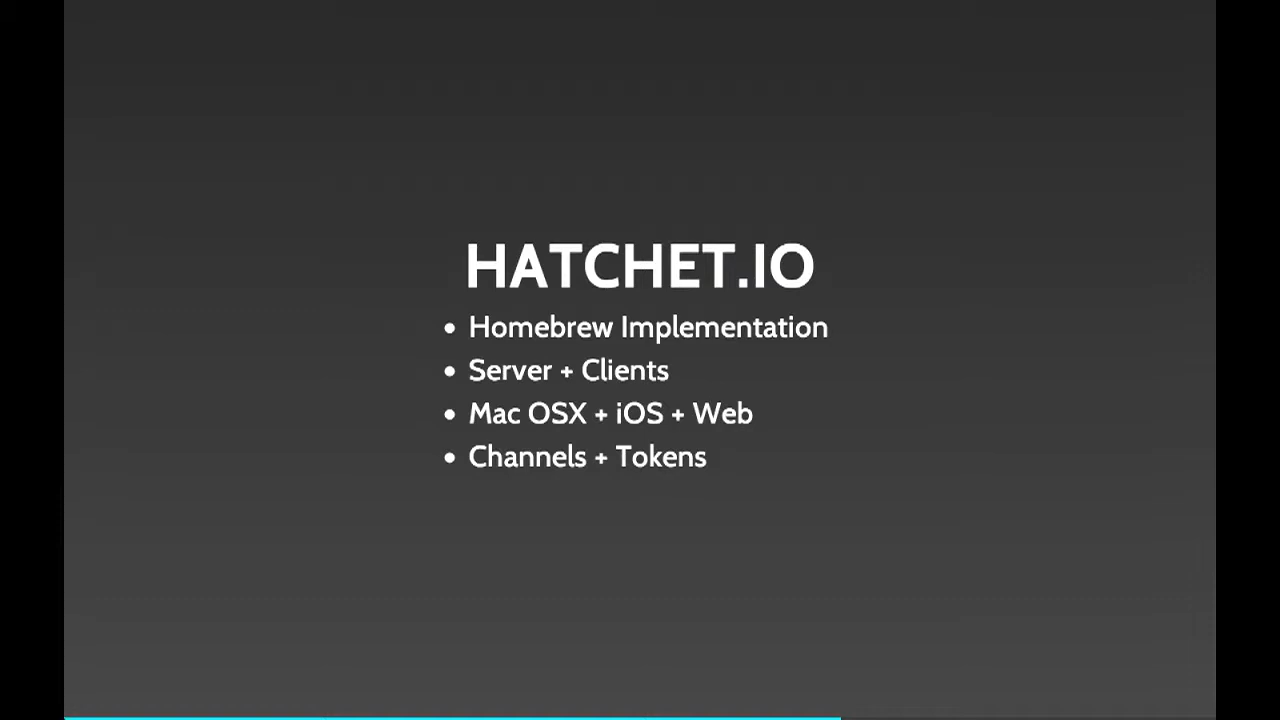 HATCHET.IO
• Homebrew Implementation
• Server + Clients
• Mac OSX + iOS + Web
• Channels + Tokens